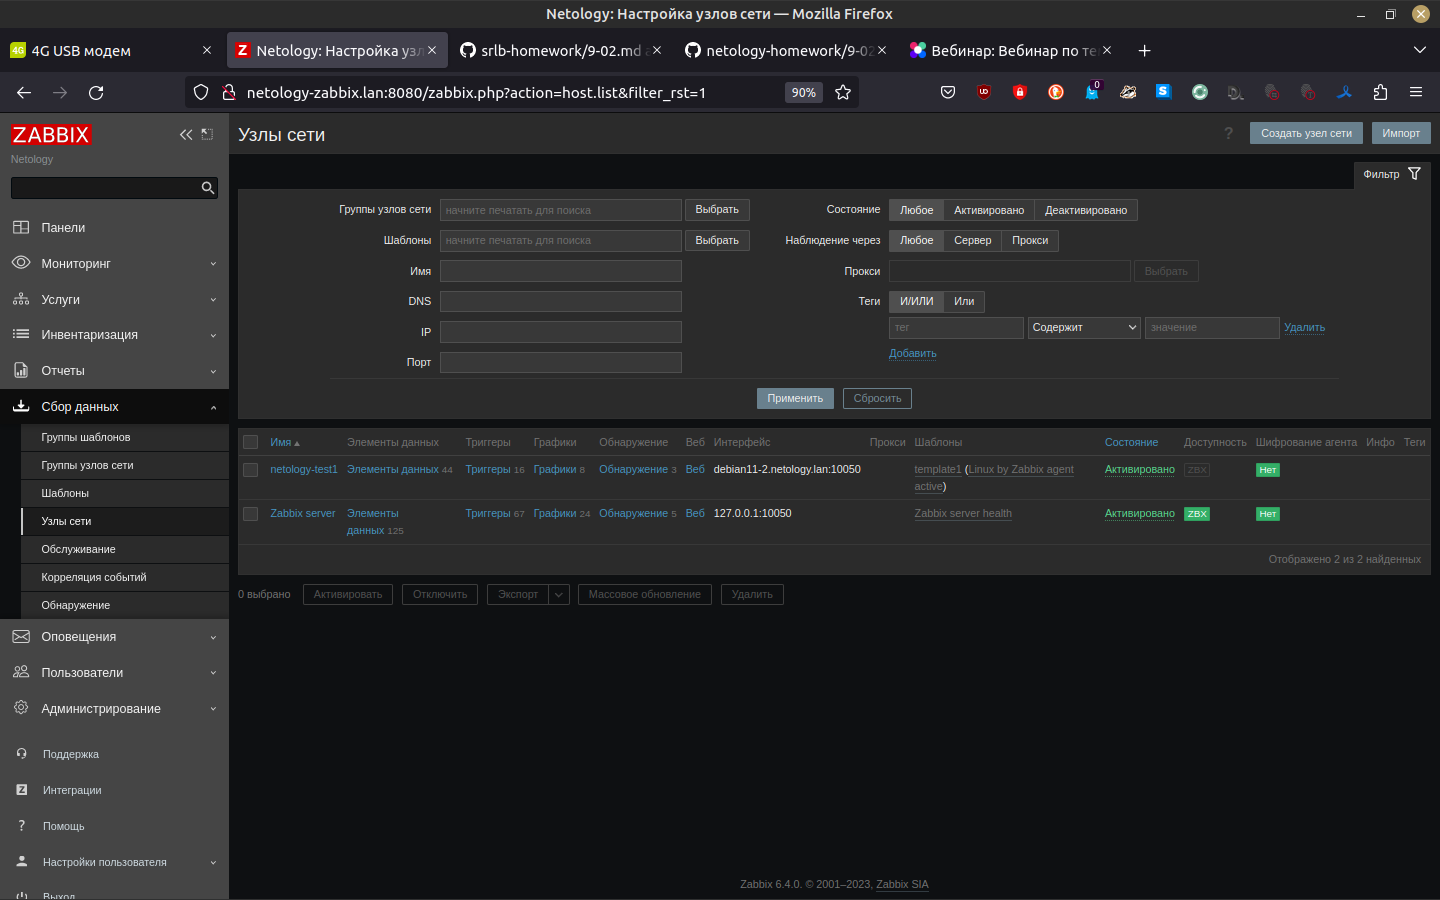 Netology: Настройка узлов сети — Mozilla Firefox
4G 4G USB модем
Z Netology: Настройка узл
srlb-homework/9-02.md a
netology-homework/9-02
Вебинар: Вебинар по те
netology-zabbix.lan:8080/zabbix.php?action=host.list&filter_rst=1
90%
0
ZABBIX
Netology
Панели
Мониторинг
Услуги
Инвентаризация
Отчеты
Сбор данных
Группы шаблонов
Группы узлов сети
Шаблоны
Узлы сети
Обслуживание
Корреляция событий
Обнаружение
Оповещения
Пользователи
Администрирование
Поддержка
Z Интеграции
? Помощь
Настройки пользователя
Выход
Узлы сети
? Создать узел сети Импорт
Фильтр
Группы узлов сети начните печатать для поиска Выбрать
Шаблоны начните печатать для поиска Выбрать
Имя
DNS
IP
Порт
Состояние Любое Активировано Деактивировано
Наблюдение через Любое Сервер Прокси
Прокси Выбрать
Теги И/ИЛИ Или
тег Содержит значение Удалить
Добавить
Применить Сбросить
Имя Элементы данных Триггеры Графики Обнаружение Веб Интерфейс Прокси Шаблоны Состояние Доступность Шифрование агента Инфо Теги
netology-test1 Элементы данных 44 Триггеры 16 Графики 8 Обнаружение 3 Веб debian11-2.netology.lan:10050 template1 (Linux by Zabbix agent Активировано ZBX Нет
active)
Zabbix server Элементы Триггеры 67 Графики 24 Обнаружение 5 Веб 127.0.0.1:10050 Zabbix server health Активировано ZBX Нет
данных 125
Отображено 2 из 2 найденных
0 выбрано Активировать Отключить Экспорт Массовое обновление Удалить
Zabbix 6.4.0. © 2001–2023, Zabbix SIA